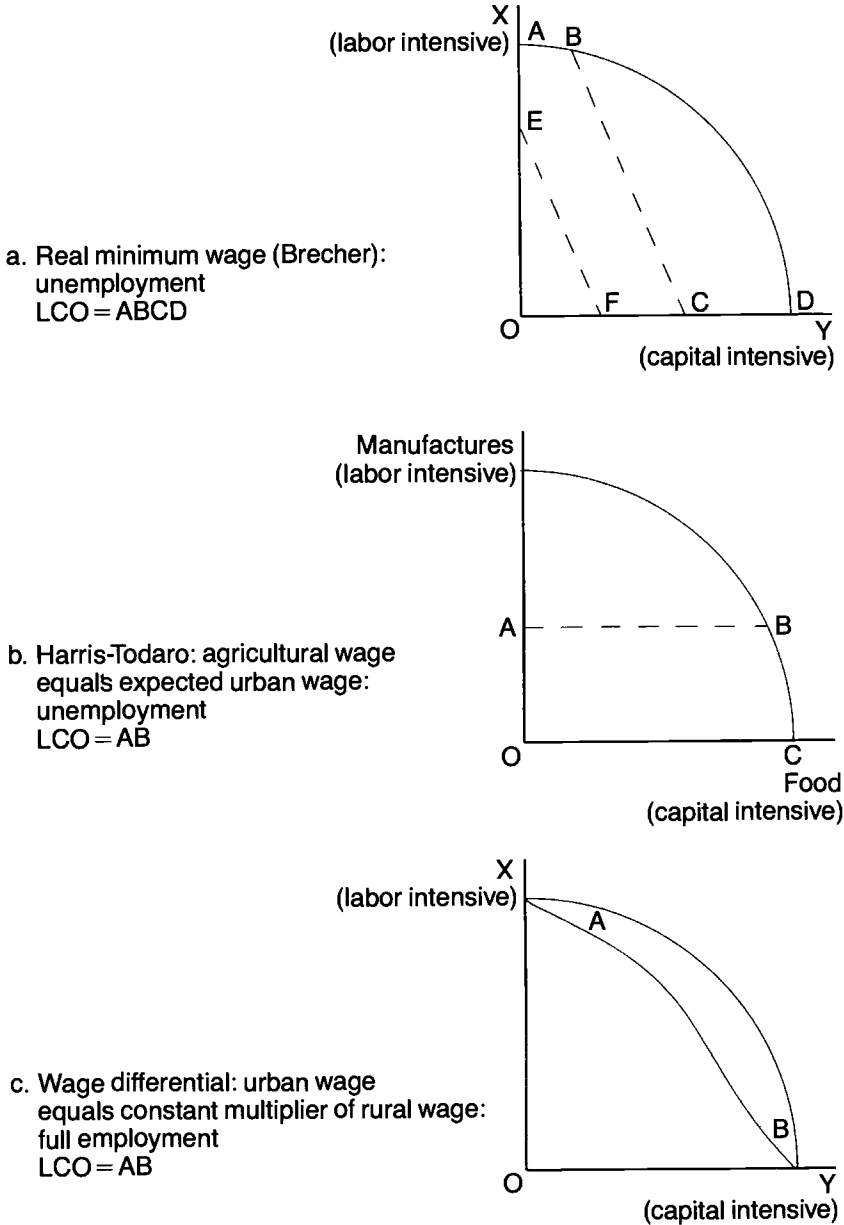 X
(labor intensive)
A
B
E
a. Real minimum wage (Brecher):
unemployment
LCO = ABCD
F
C
D
O
Y
(capital intensive)
Manufactures
(labor intensive)
A
B
b. Harris-Todaro: agricultural wage
equals expected urban wage:
unemployment
LCO = AB
O
C
Food
(capital intensive)
X
(labor intensive)
A
c. Wage differential: urban wage
equals constant multiplier of rural wage:
full employment
LCO = AB
B
O
Y
(capital intensive)